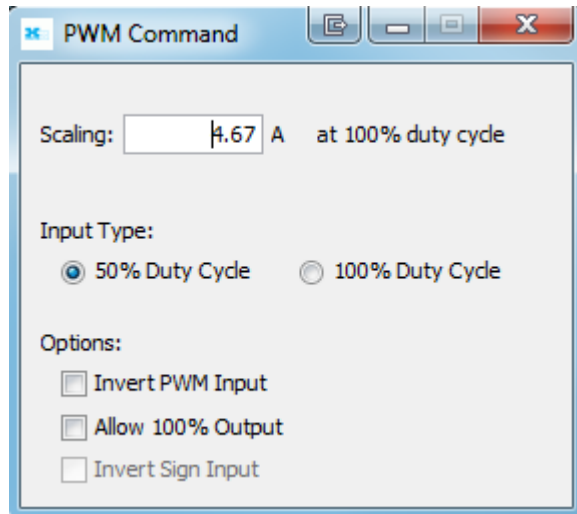 PWM Command
Scaling: 4.67 A at 100% duty cycle
Input Type:
50% Duty Cycle 100% Duty Cycle
Options:
Invert PWM Input
Allow 100% Output
Invert Sign Input